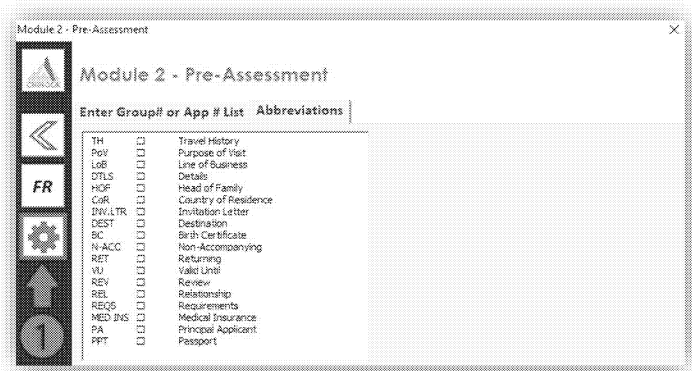 Module 2 - Pre-Assessment
Module 2 - Pre-Assessment
Enter Group# or App # List Abbreviations
TH Travel History
PoV Purpose of Visit
LoB Line of Business
DTLS Details
HOF Head of Family
FR
CoR Country of Residence
INV.LTR Invitation Letter
DEST Destination
BC Birth Certificate
N-ACC Non-Accompanying
RET Returning
VU Valid Until
REV Review
REL Relationship
REQS Requirements
MED INS Medical Insurance
PA Principal Applicant
PPT Passport
1